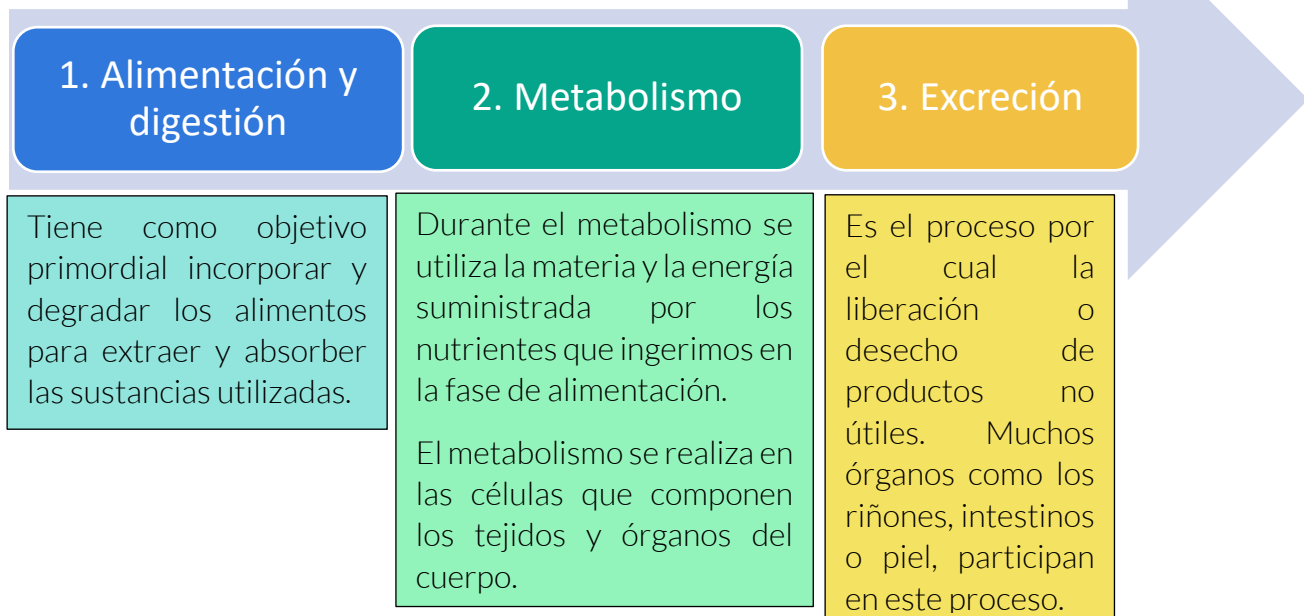 1. Alimentación y
digestión
2. Metabolismo
3. Excreción
Tiene como objetivo
primordial incorporar y
degradar los alimentos
para extraer y absorber
las sustancias utilizadas.
Durante el metabolismo se
utiliza la materia y la energía
suministrada por los
nutrientes que ingerimos en
la fase de alimentación.
El metabolismo se realiza en
las células que componen
los tejidos y órganos del
cuerpo.
Es el proceso por
el cual la
liberación o
desecho de
productos no
útiles. Muchos
órganos como los
riñones, intestinos
o piel, participan
en este proceso.